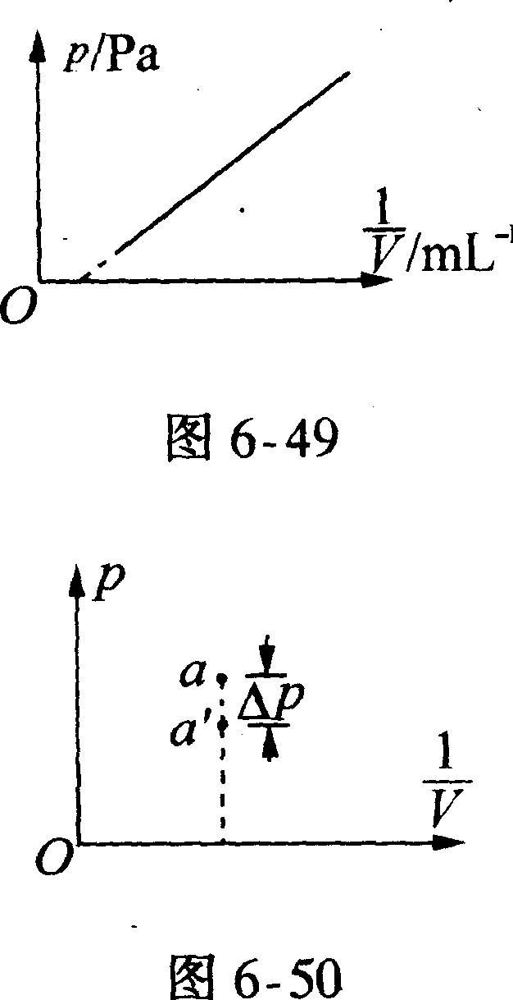 p/Pa
1/V/mL⁻¹
O
图 6-49
p
a
Δp
a'
1/V
O
图 6-50